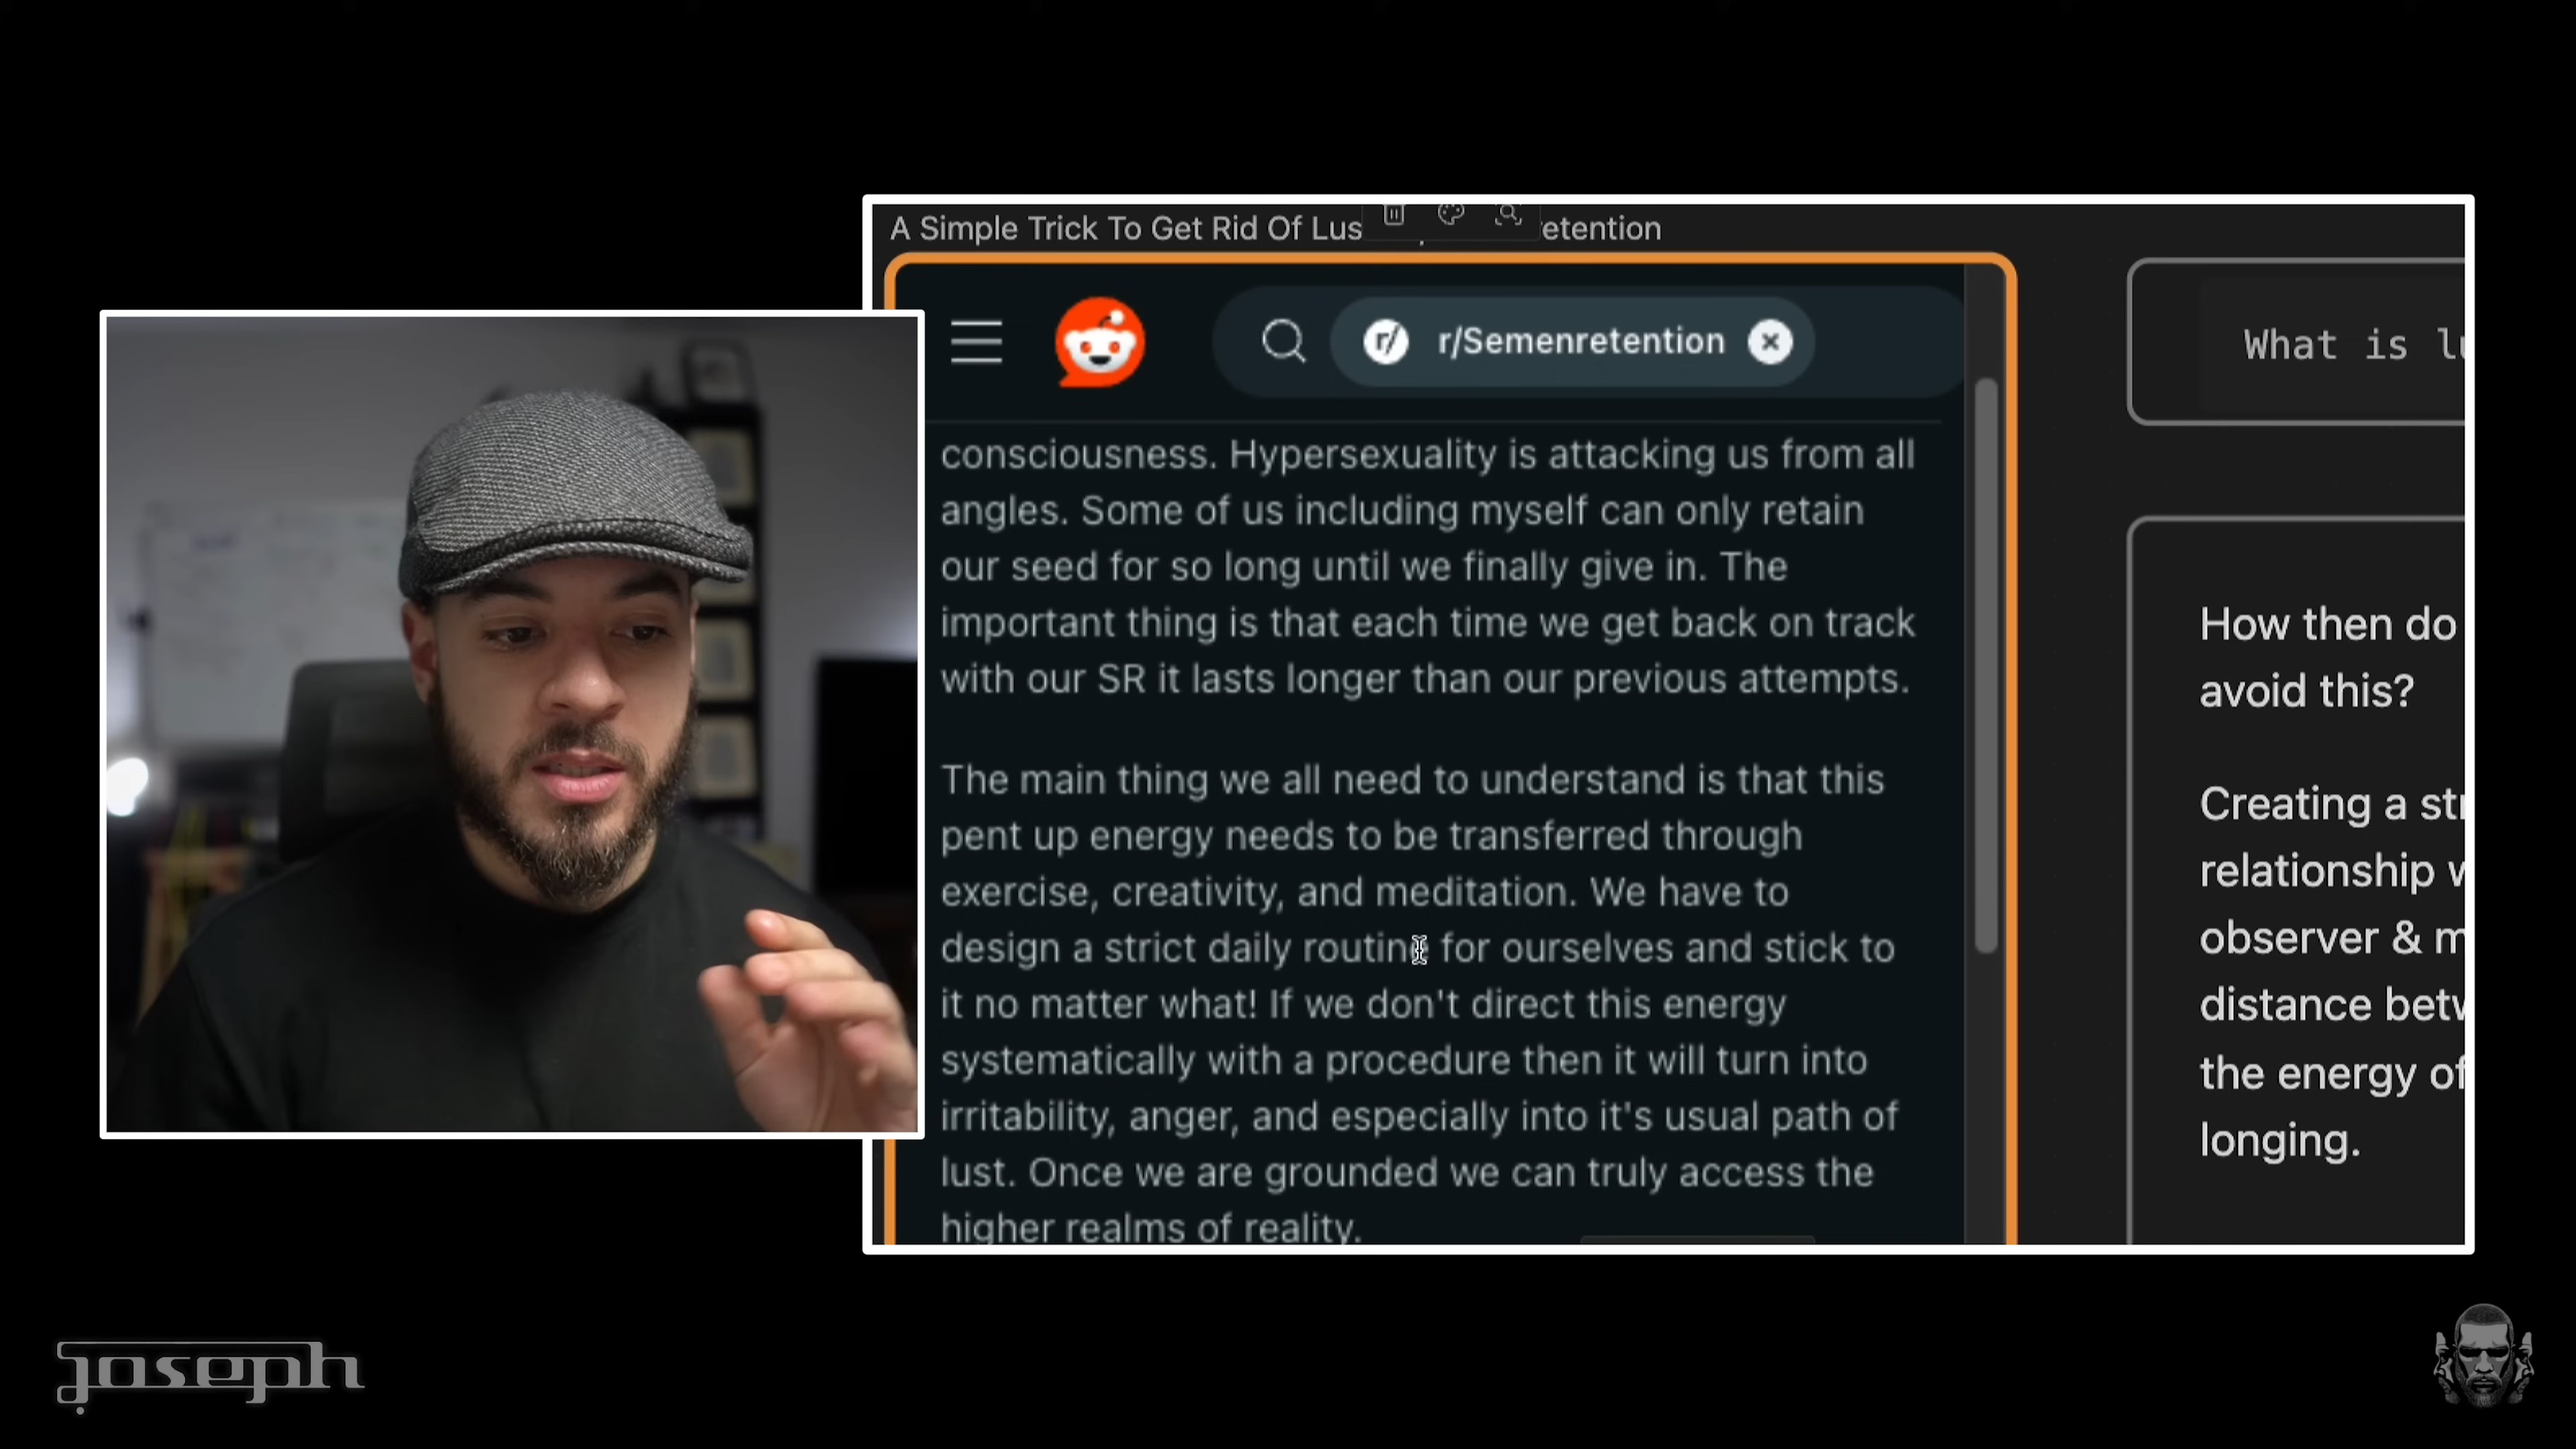 A Simple Trick To Get Rid Of Lus etention
r/ r/Semenretention
consciousness. Hypersexuality is attacking us from all
angles. Some of us including myself can only retain
our seed for so long until we finally give in. The
important thing is that each time we get back on track
with our SR it lasts longer than our previous attempts.
The main thing we all need to understand is that this
pent up energy needs to be transferred through
exercise, creativity, and meditation. We have to
design a strict daily routine for ourselves and stick to
it no matter what! If we don't direct this energy
systematically with a procedure then it will turn into
irritability, anger, and especially into it's usual path of
lust. Once we are grounded we can truly access the
higher realms of reality.
What is lu
How then do
avoid this?
Creating a str
relationship w
observer & m
distance betw
the energy of
longing.
joseph